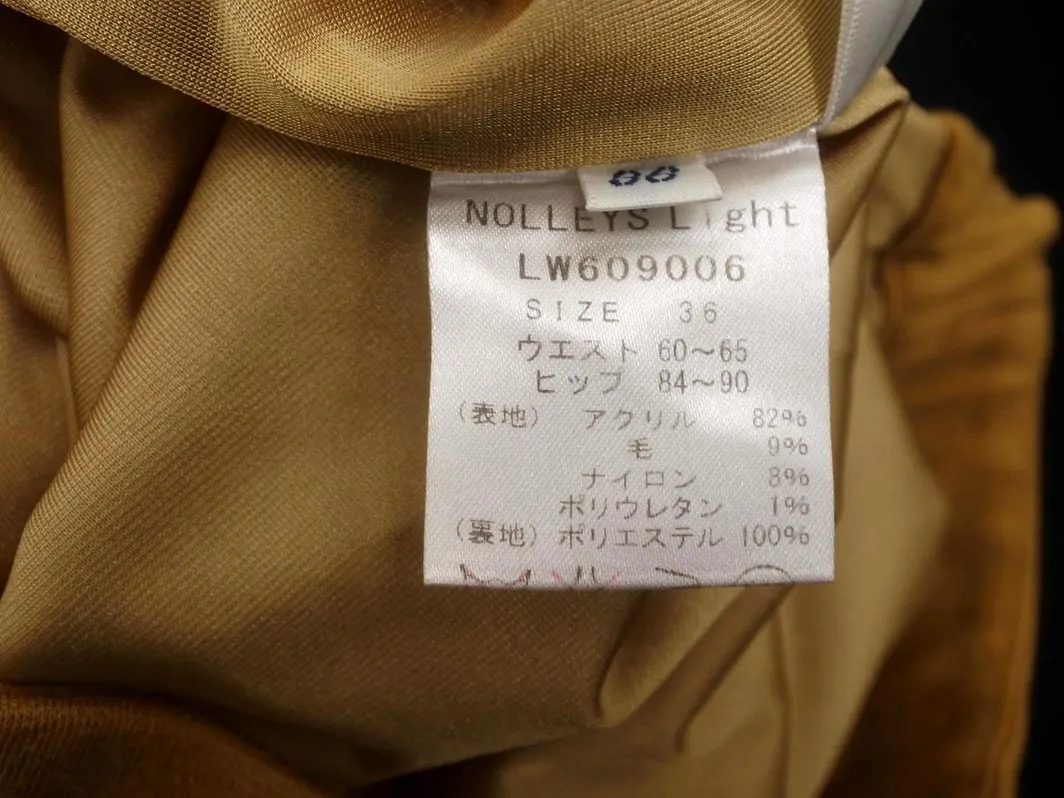 NOLLEYS Light
LW609006
SIZE 36
ウエスト 60～65
ヒップ 84～90
(表地) アクリル 82%
毛 9%
ナイロン 8%
ポリウレタン 1%
(裏地) ポリエステル 100%